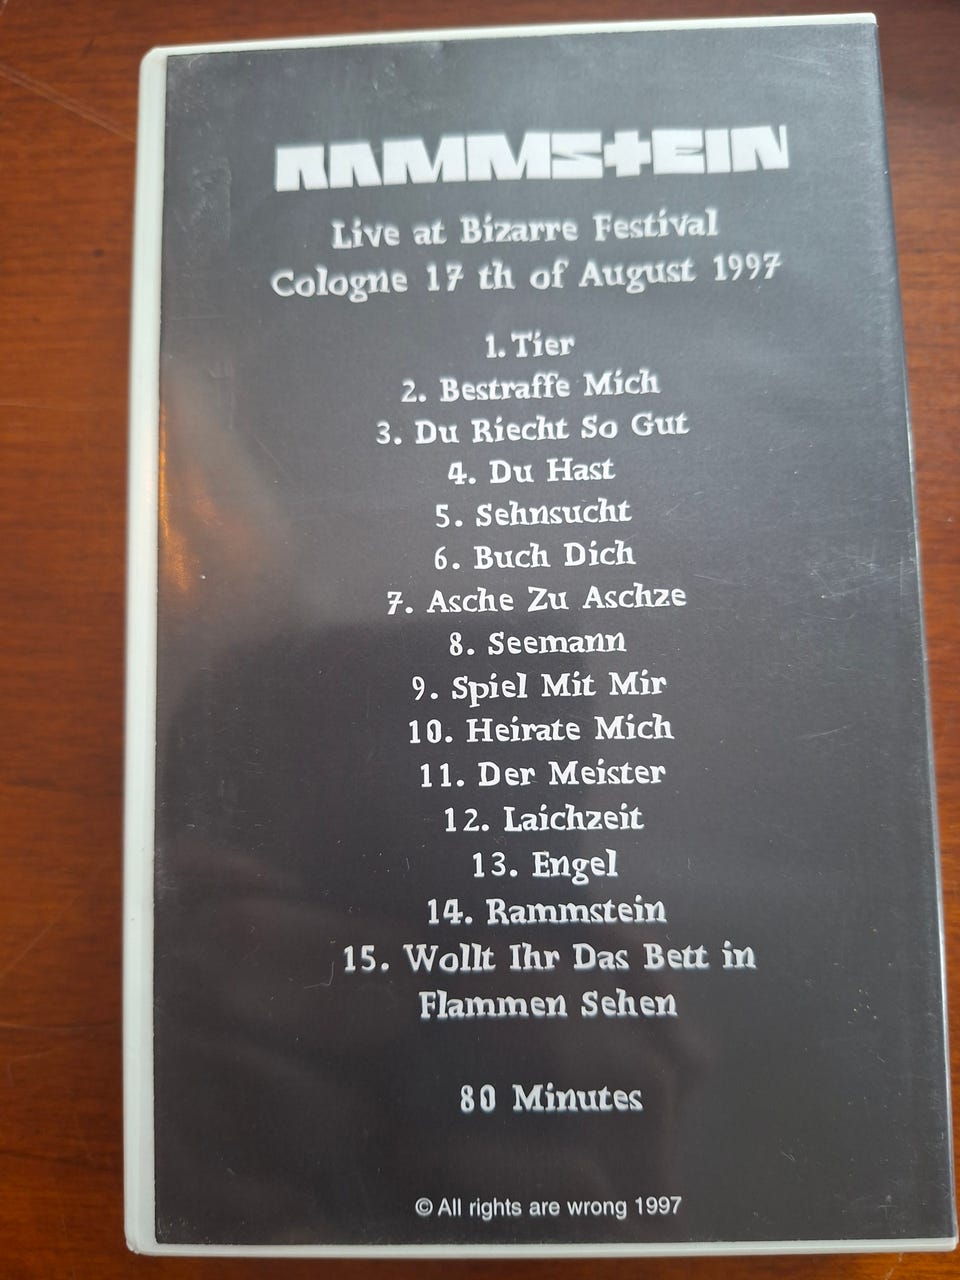 RAMMSTEIN
Live at Bizarre Festival
Cologne 17 th of August 1997
1. Tier
2. Bestraffe Mich
3. Du Riecht So Gut
4. Du Hast
5. Sehnsucht
6. Buch Dich
7. Asche Zu Aschze
8. Seemann
9. Spiel Mit Mir
10. Heirate Mich
11. Der Meister
12. Laichzeit
13. Engel
14. Rammstein
15. Wollt Ihr Das Bett in
Flammen Sehen
80 Minutes
© All rights are wrong 1997